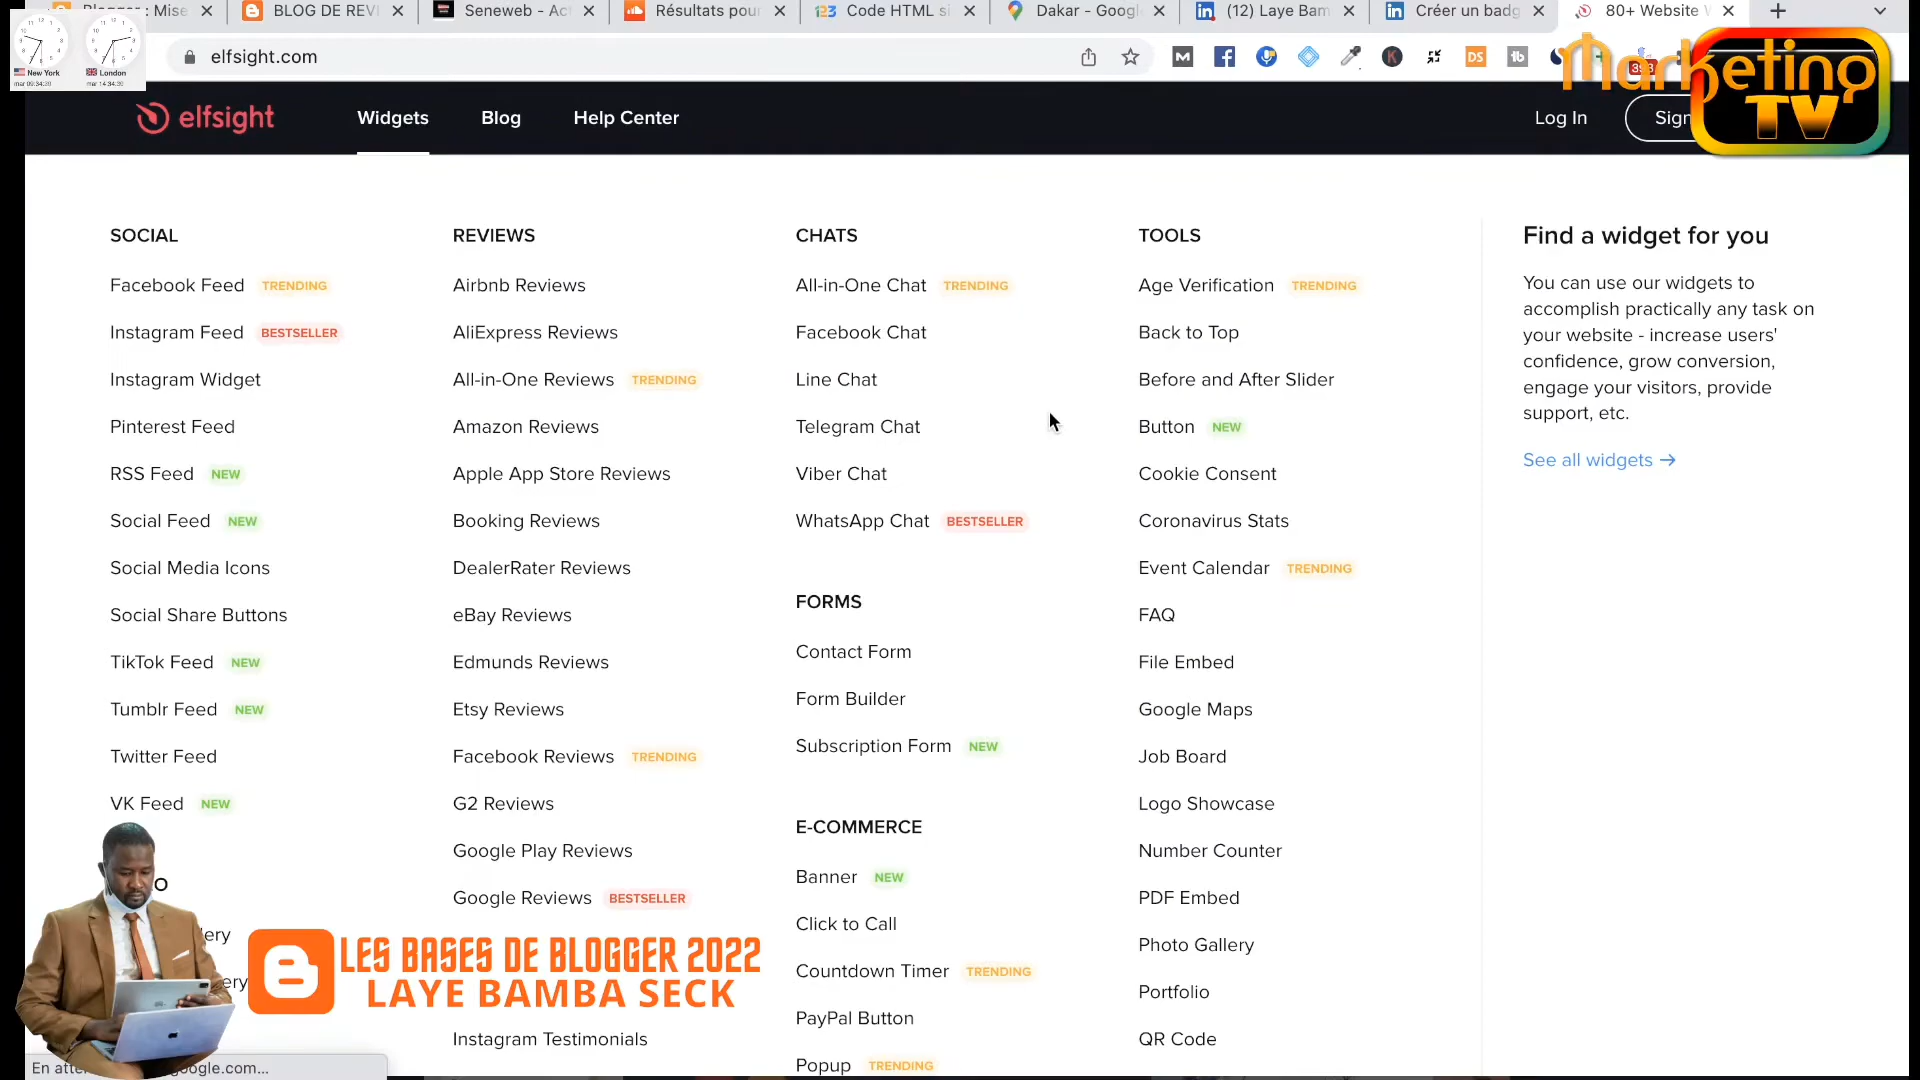 Blogger : Mise
BLOG DE REVI
Seneweb - Act
Résultats pour
Code HTML si
Dakar - Google
(12) Laye Bam
Créer un badg
80+ Website
New York
London
elfsight.com
Marketing
TV
elfsight
Widgets
Blog
Help Center
Log In
Sign
SOCIAL
Facebook Feed TRENDING
Instagram Feed BESTSELLER
Instagram Widget
Pinterest Feed
RSS Feed NEW
Social Feed NEW
Social Media Icons
Social Share Buttons
TikTok Feed NEW
Tumblr Feed NEW
Twitter Feed
VK Feed NEW
REVIEWS
Airbnb Reviews
AliExpress Reviews
All-in-One Reviews TRENDING
Amazon Reviews
Apple App Store Reviews
Booking Reviews
DealerRater Reviews
eBay Reviews
Edmunds Reviews
Etsy Reviews
Facebook Reviews TRENDING
G2 Reviews
Google Play Reviews
Google Reviews BESTSELLER
Instagram Testimonials
CHATS
All-in-One Chat TRENDING
Facebook Chat
Line Chat
Telegram Chat
Viber Chat
WhatsApp Chat BESTSELLER
FORMS
Contact Form
Form Builder
Subscription Form NEW
E-COMMERCE
Banner NEW
Click to Call
Countdown Timer TRENDING
PayPal Button
Popup TRENDING
TOOLS
Age Verification TRENDING
Back to Top
Before and After Slider
Button NEW
Cookie Consent
Coronavirus Stats
Event Calendar TRENDING
FAQ
File Embed
Google Maps
Job Board
Logo Showcase
Number Counter
PDF Embed
Photo Gallery
Portfolio
QR Code
Find a widget for you
You can use our widgets to
accomplish practically any task on
your website - increase users'
confidence, grow conversion,
engage your visitors, provide
support, etc.
See all widgets →
LES BASES DE BLOGGER 2022
LAYE BAMBA SECK